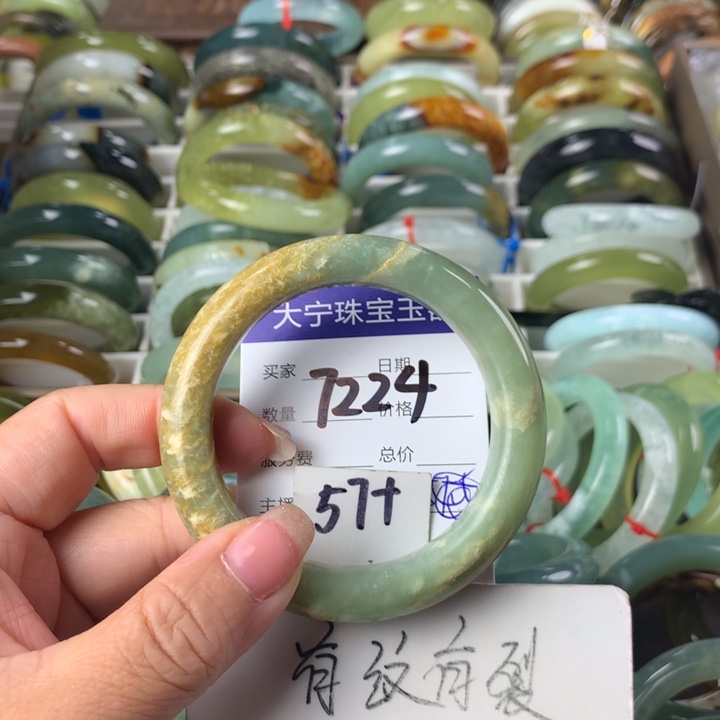 大宁珠宝玉
买家 日期
7224
数量 价格
服务费 总价
主播
57+
有纹有裂